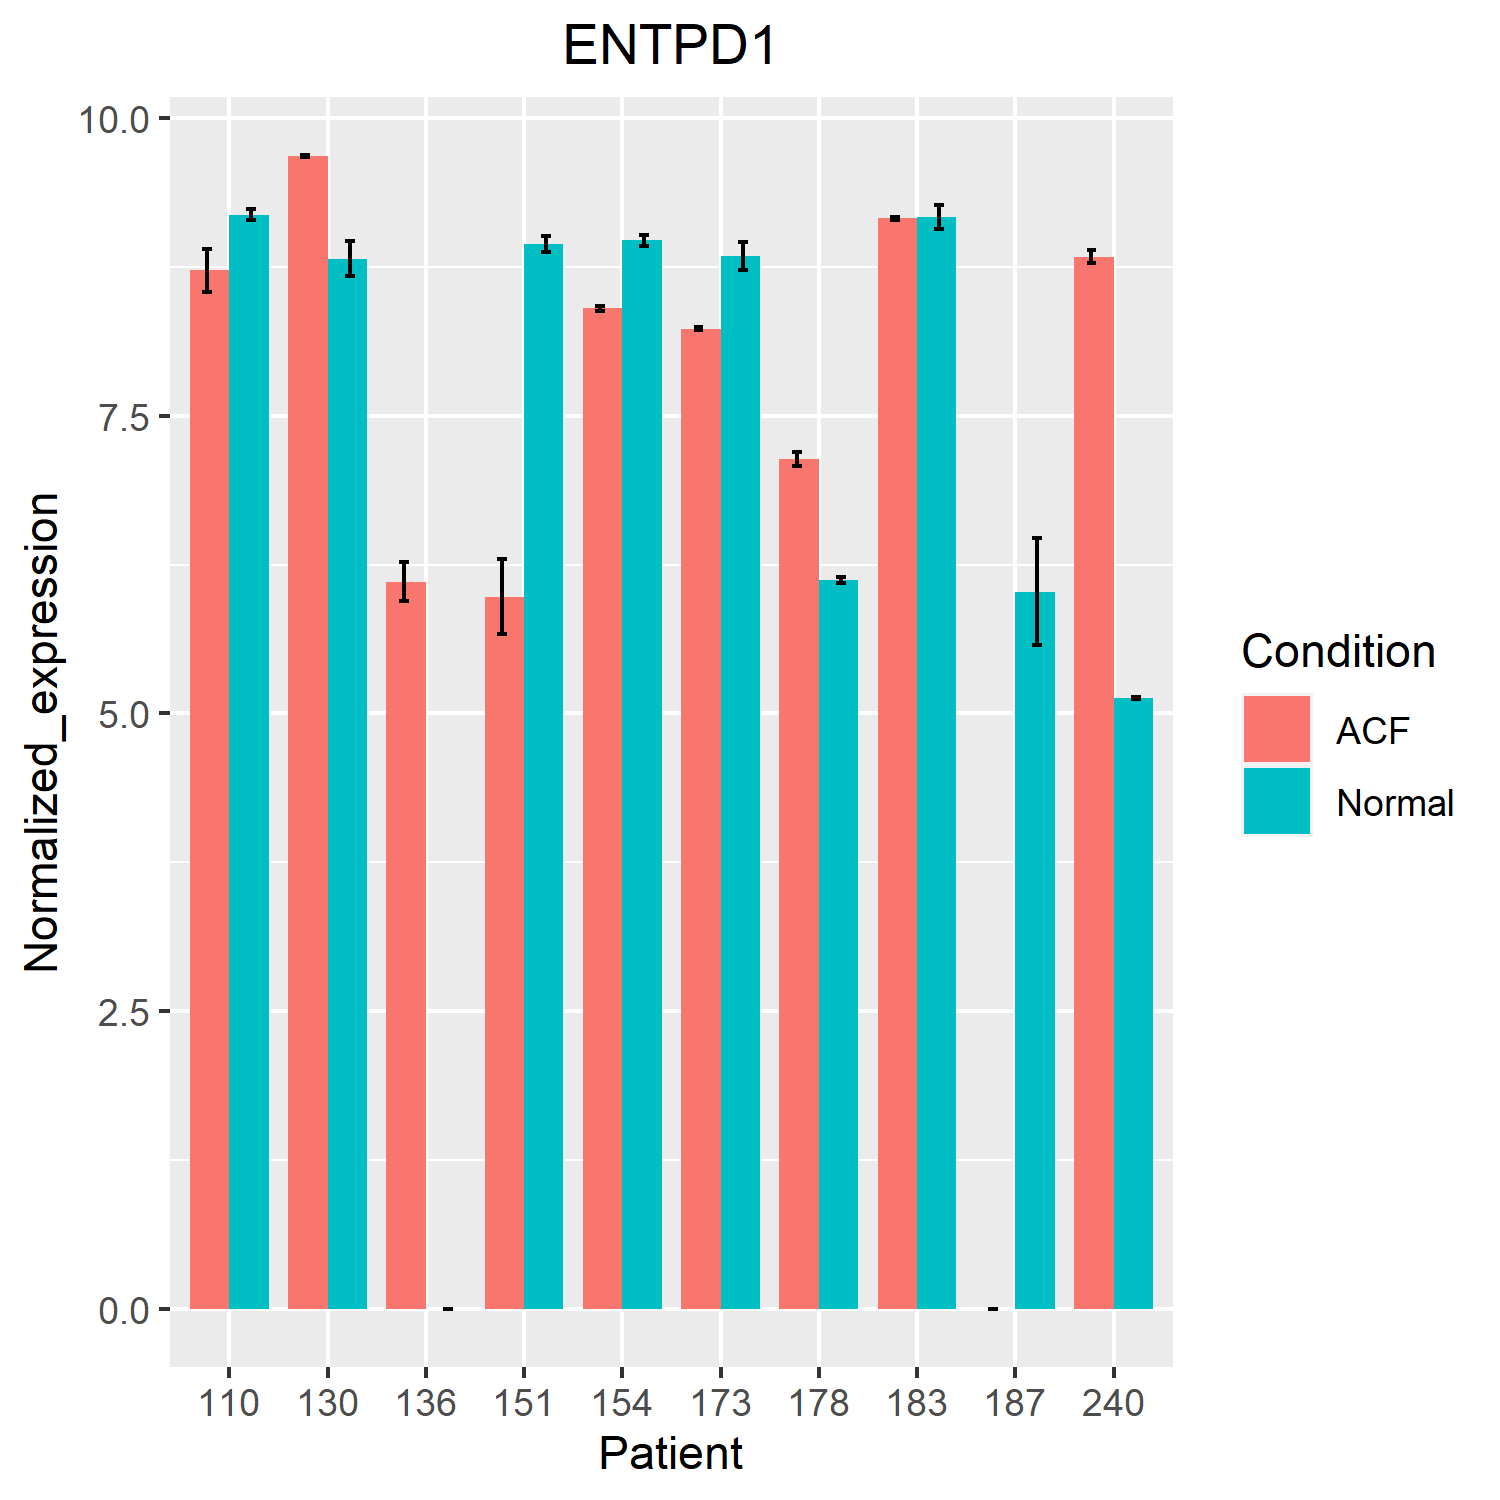 ENTPD1
10.0
7.5
5.0
2.5
0.0
Normalized_expression
110 130 136 151 154 173 178 183 187 240
Patient
Condition
ACF
Normal